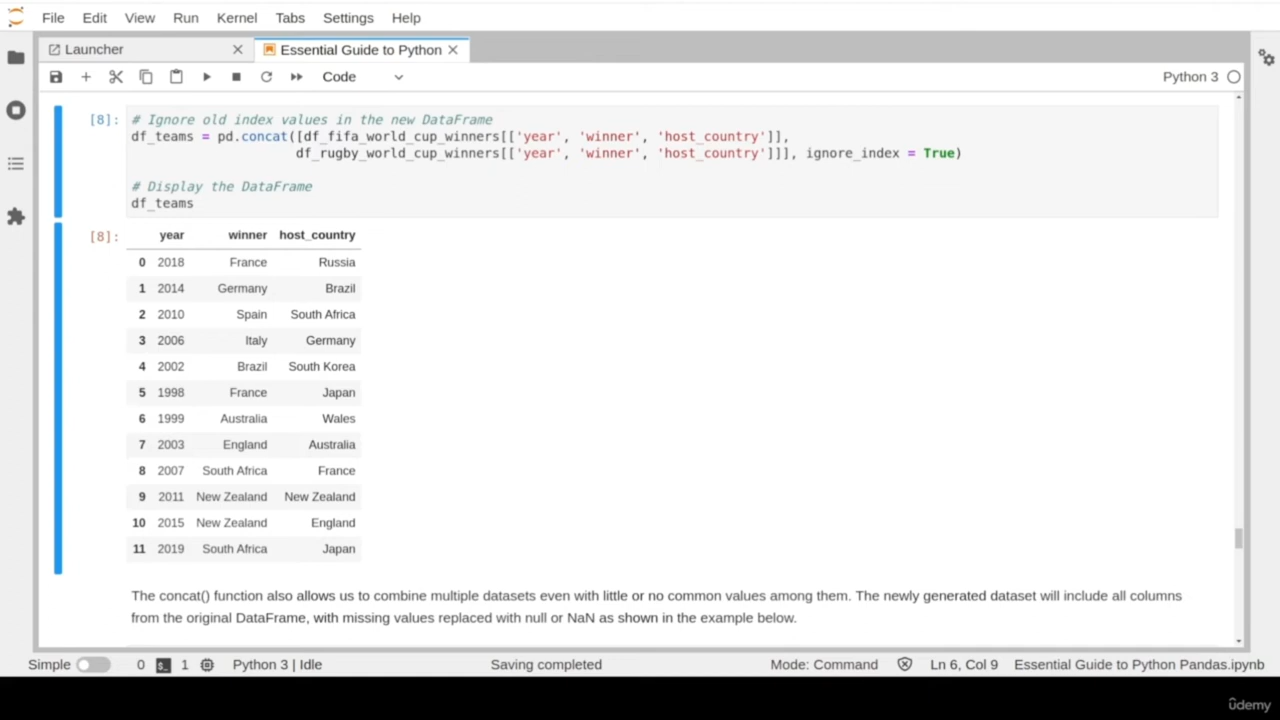 File Edit View Run Kernel Tabs Settings Help
Launcher Essential Guide to Python
Code Python 3
[8]: # Ignore old index values in the new DataFrame
df_teams = pd.concat([df_fifa_world_cup_winners[['year', 'winner', 'host_country']],
df_rugby_world_cup_winners[['year', 'winner', 'host_country']]], ignore_index = True)
# Display the DataFrame
df_teams
[8]: year winner host_country
0 2018 France Russia
1 2014 Germany Brazil
2 2010 Spain South Africa
3 2006 Italy Germany
4 2002 Brazil South Korea
5 1998 France Japan
6 1999 Australia Wales
7 2003 England Australia
8 2007 South Africa France
9 2011 New Zealand New Zealand
10 2015 New Zealand England
11 2019 South Africa Japan
The concat() function also allows us to combine multiple datasets even with little or no common values among them. The newly generated dataset will include all columns
from the original DataFrame, with missing values replaced with null or NaN as shown in the example below.
Simple 0 $_ 1 Python 3 | Idle Saving completed Mode: Command Ln 6, Col 9 Essential Guide to Python Pandas.ipynb
ûdemy